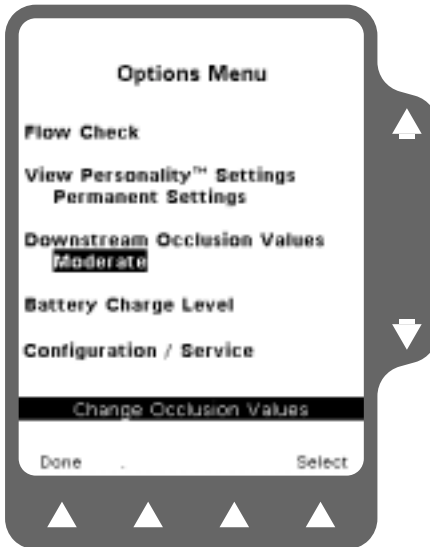 Options Menu
Flow Check
View Personality™ Settings
Permanent Settings
Downstream Occlusion Values
Moderate
Battery Charge Level
Configuration / Service
Change Occlusion Values
Done . Select